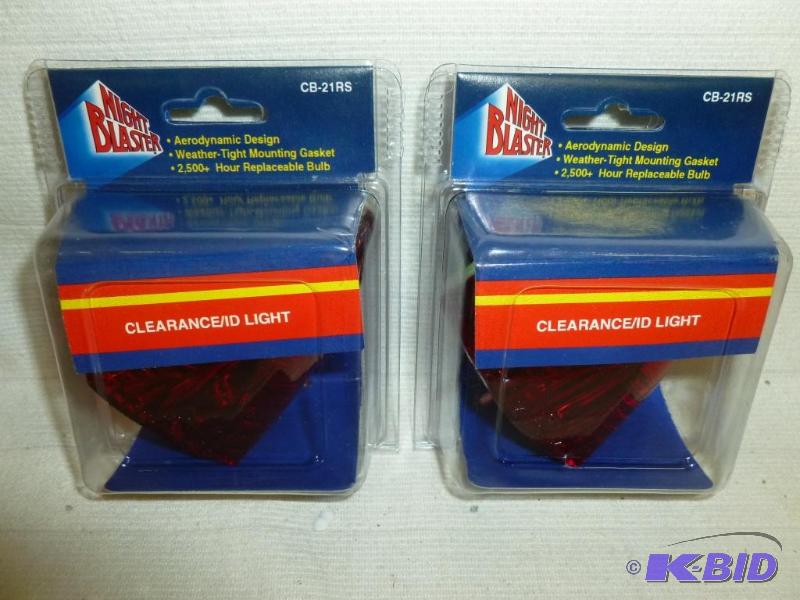 CB-21RS
NIGHT
BLASTER
• Aerodynamic Design
• Weather-Tight Mounting Gasket
• 2,500+ Hour Replaceable Bulb
CLEARANCE/ID LIGHT
CB-21RS
NIGHT
BLASTER
• Aerodynamic Design
• Weather-Tight Mounting Gasket
• 2,500+ Hour Replaceable Bulb
CLEARANCE/ID LIGHT
© K-BID